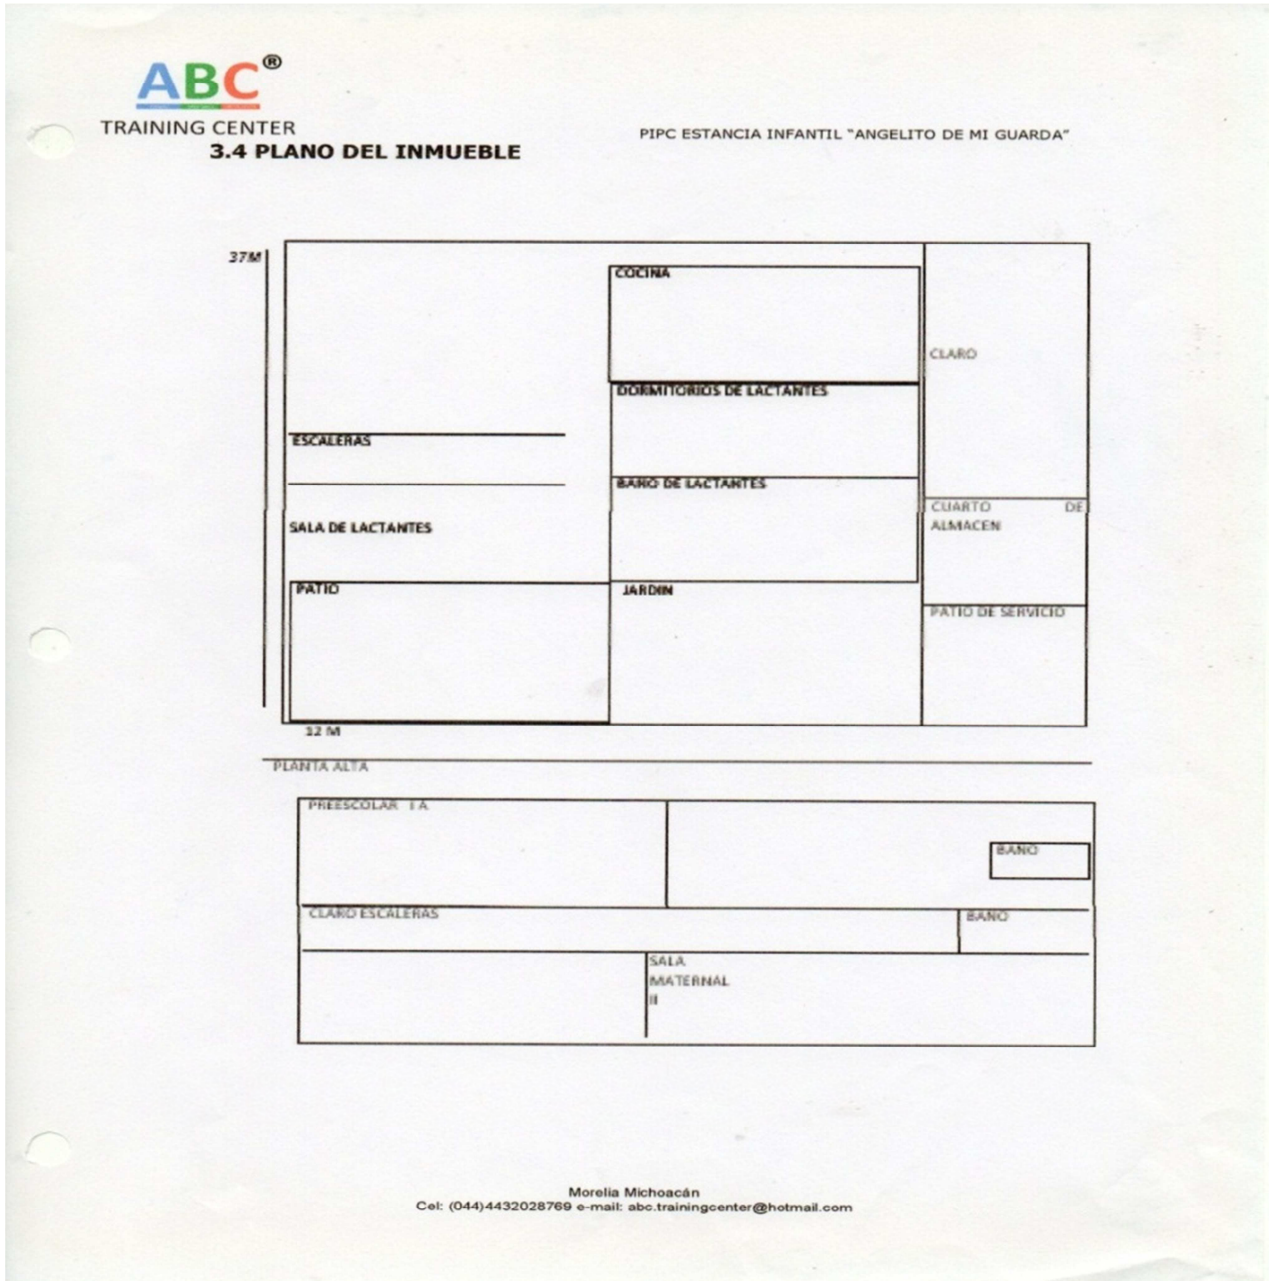 ABC®
TRAINING CENTER
PIPC ESTANCIA INFANTIL “ANGELITO DE MI GUARDA”
3.4 PLANO DEL INMUEBLE
37M
COCINA
CLARO
DORMITORIOS DE LACTANTES
ESCALERAS
BAÑO DE LACTANTES
CUARTO DE
ALMACEN
SALA DE LACTANTES
PATIO
JARDIN
PATIO DE SERVICIO
12 M
PLANTA ALTA
PREESCOLAR I A
BAÑO
CLARO ESCALERAS
BAÑO
SALA
MATERNAL
II
Morelia Michoacán
Cel: (044)4432028769 e-mail: abc.trainingcenter@hotmail.com